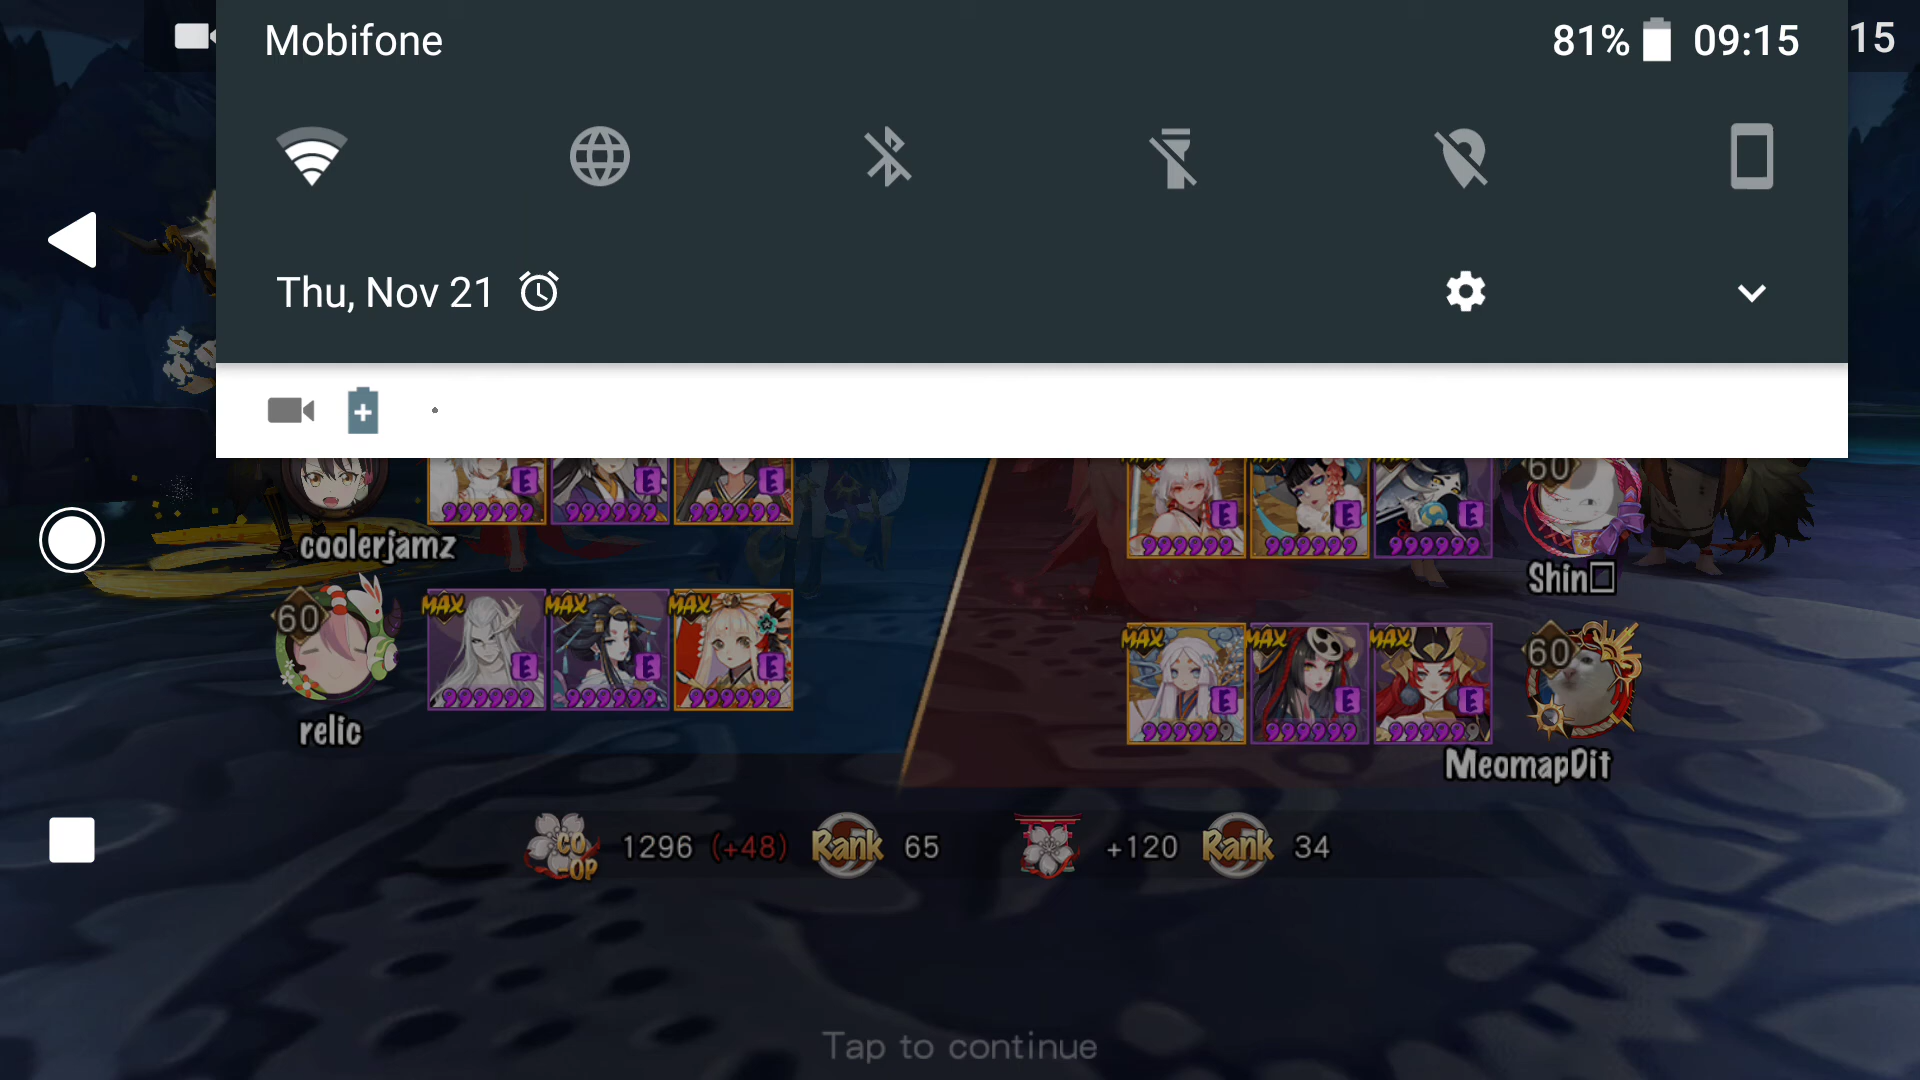 Mobifone
81% 09:15
15
Thu, Nov 21
E E E
999999 999999 999999
coolerjamz
60
E E E
999999 999999 999999
Shin□
60
MAX MAX MAX
E E E
999999 999999 999999
relic
60
MAX MAX MAX
E E E
999999 999999 999999
MeomapDit
CO-OP 1296 (+48) Rank 65
+120 Rank 34
Tap to continue